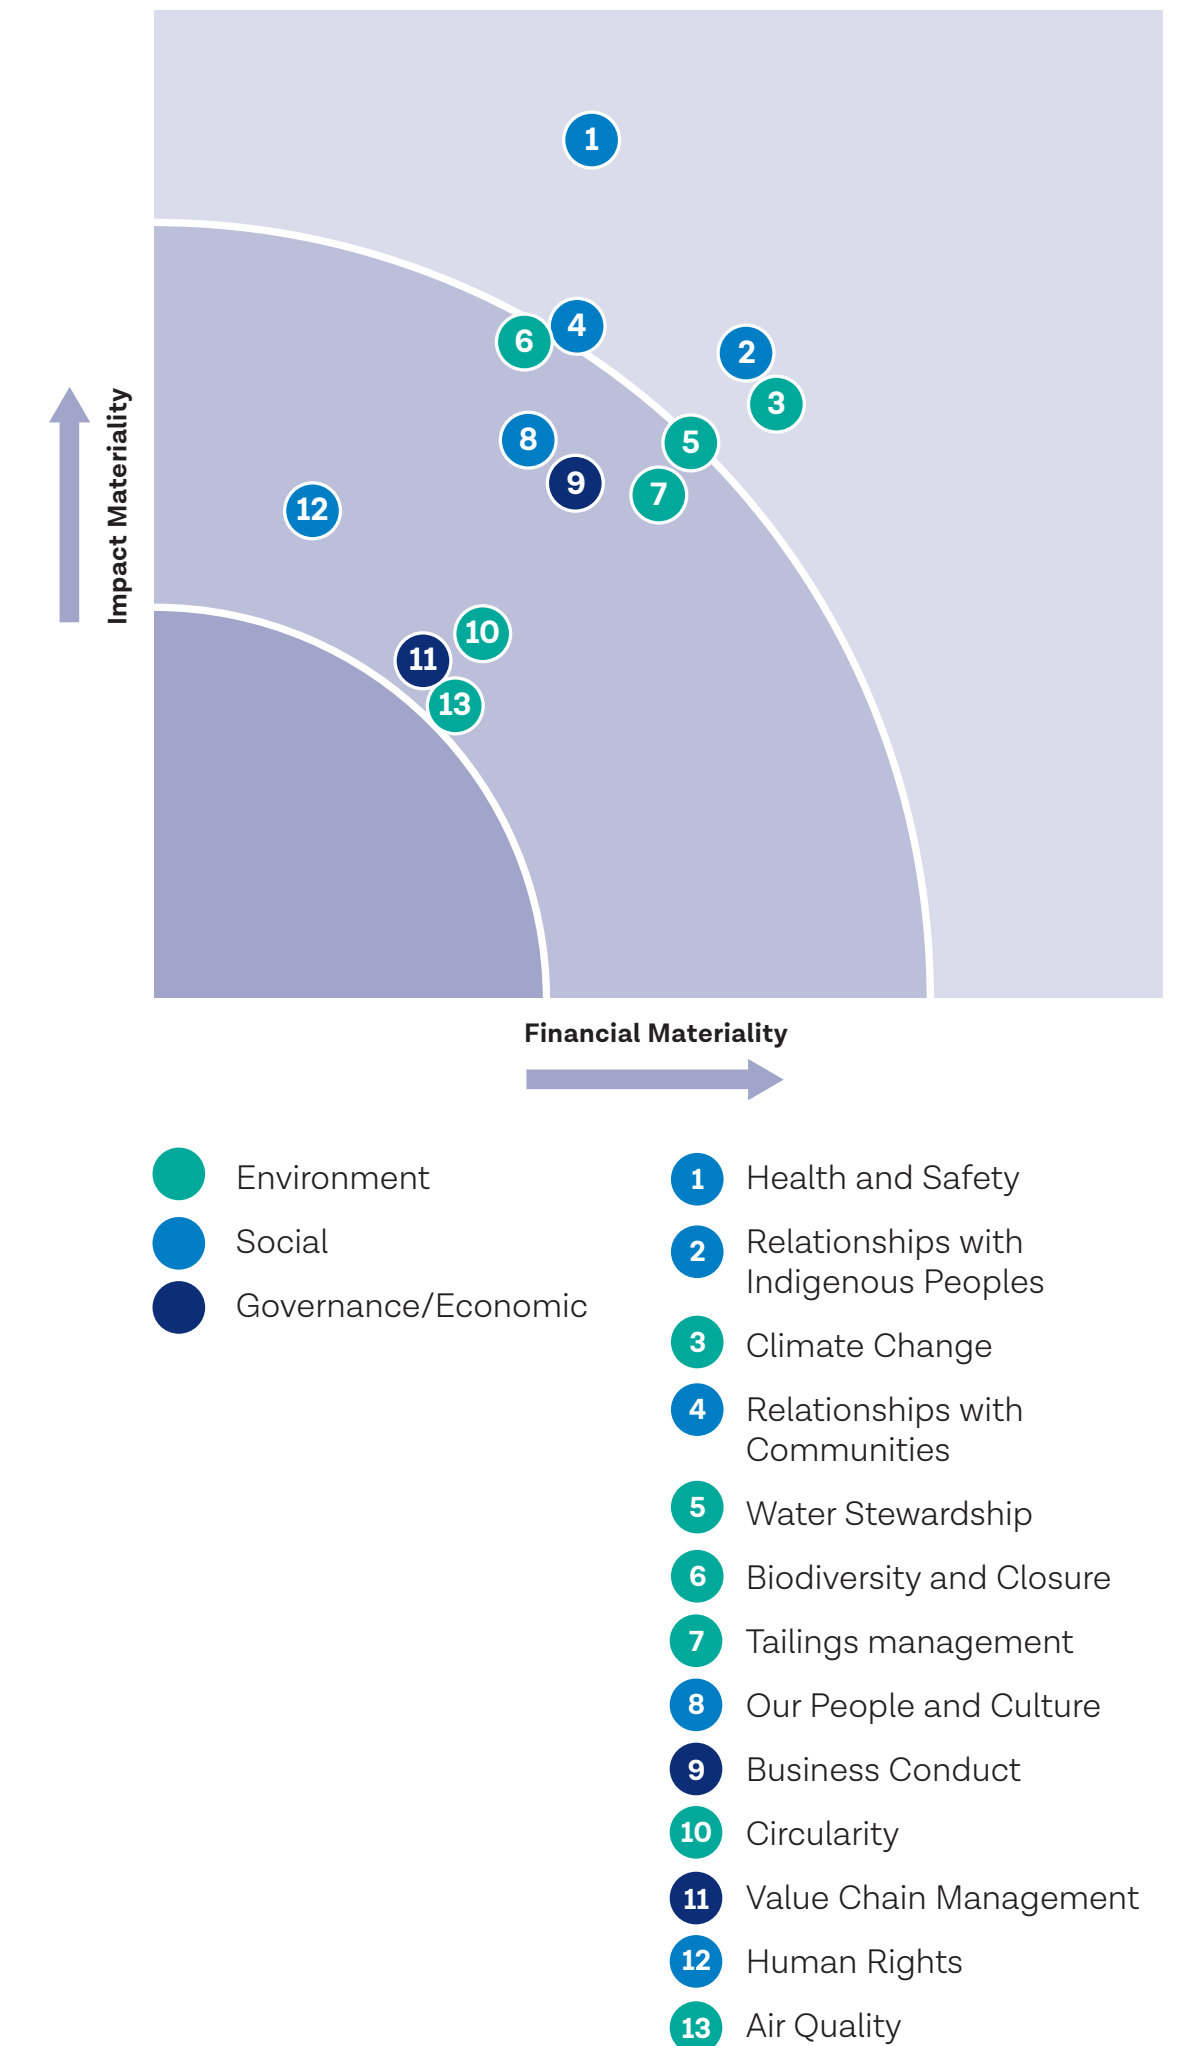 1
4
6
2
3
8
5
9
7
12
10
11
13
Impact Materiality
Financial Materiality
Environment
Social
Governance/Economic
1 Health and Safety
2 Relationships with
Indigenous Peoples
3 Climate Change
4 Relationships with
Communities
5 Water Stewardship
6 Biodiversity and Closure
7 Tailings management
8 Our People and Culture
9 Business Conduct
10 Circularity
11 Value Chain Management
12 Human Rights
13 Air Quality